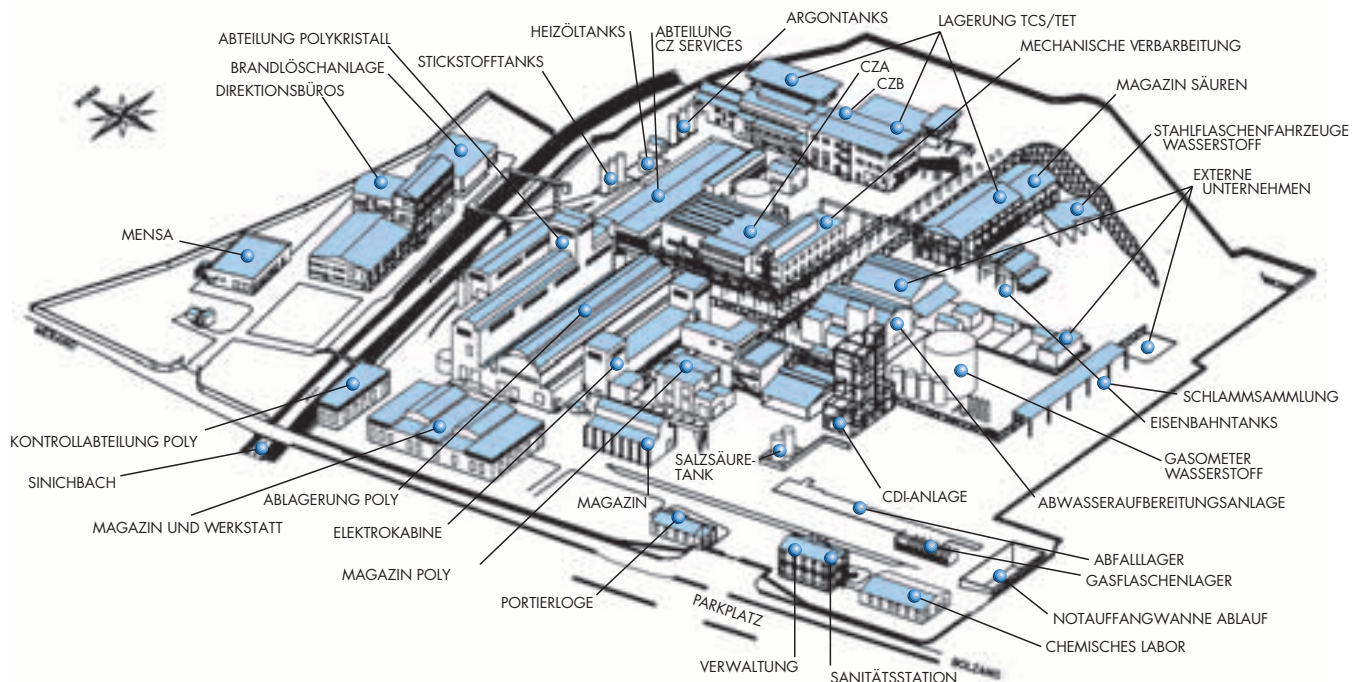 ARGONTANKS
LAGERUNG TCS/TET
HEIZÖLTANKS
ABTEILUNG
CZ SERVICES
ABTEILUNG POLYKRISTALL
MECHANISCHE VERBARBEITUNG
STICKSTOFFTANKS
BRANDLÖSCHANLAGE
CZA
CZB
DIREKTIONSBÜROS
MAGAZIN SÄUREN
STAHLFLASCHENFAHRZEUGE
WASSERSTOFF
EXTERNE
UNTERNEHMEN
MENSA
SCHLAMMSAMMLUNG
EISENBAHNTANKS
KONTROLLABTEILUNG POLY
GASOMETER
WASSERSTOFF
SINICHBACH
SALZSÄURE-
TANK
CDI-ANLAGE
ABLAGERUNG POLY
MAGAZIN
ABWASSERAUFBEREITUNGSANLAGE
MAGAZIN UND WERKSTATT
ELEKTROKABINE
ABFALLLAGER
MAGAZIN POLY
GASFLASCHENLAGER
PORTIERLOGE
PARKPLATZ
NOTAUFFANGWANNE ABLAUF
CHEMISCHES LABOR
VERWALTUNG
BOLZANO
SANITÄTSSTATION